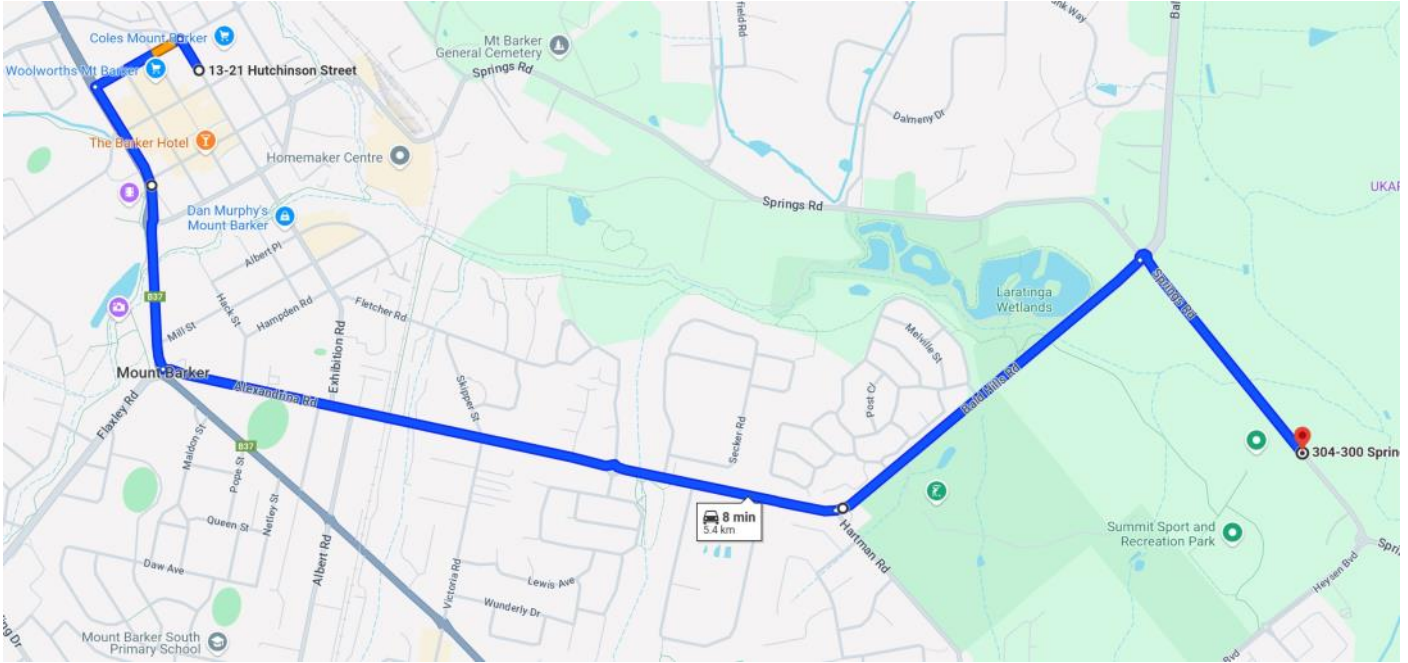 Coles Mount Barker
Woolworths Mt Barker
13-21 Hutchinson Street
The Barker Hotel
Mt Barker
General Cemetery
Springs Rd
Homemaker Centre
Dan Murphy's
Mount Barker
Albert Pl
Hack St
Hampden Rd
Mill St
Fletcher Rd
Exhibition Rd
B37
Mount Barker
Flaxley Rd
Alexandrina Rd
Skipper St
Maldon St
B37
Pope St
Netley St
Queen St
Daw Ave
Albert Rd
Victoria Rd
Lewis Ave
Wunderly Dr
Mount Barker South
Primary School
Secker Rd
8 min
5.4 km
Hartman Rd
Post Cr
Melville St
Bald Hills Rd
Laratinga
Wetlands
Springs Rd
Dalmeny Dr
Springs Rd
304-300 Sprin
Summit Sport and
Recreation Park
Heysen Bvd